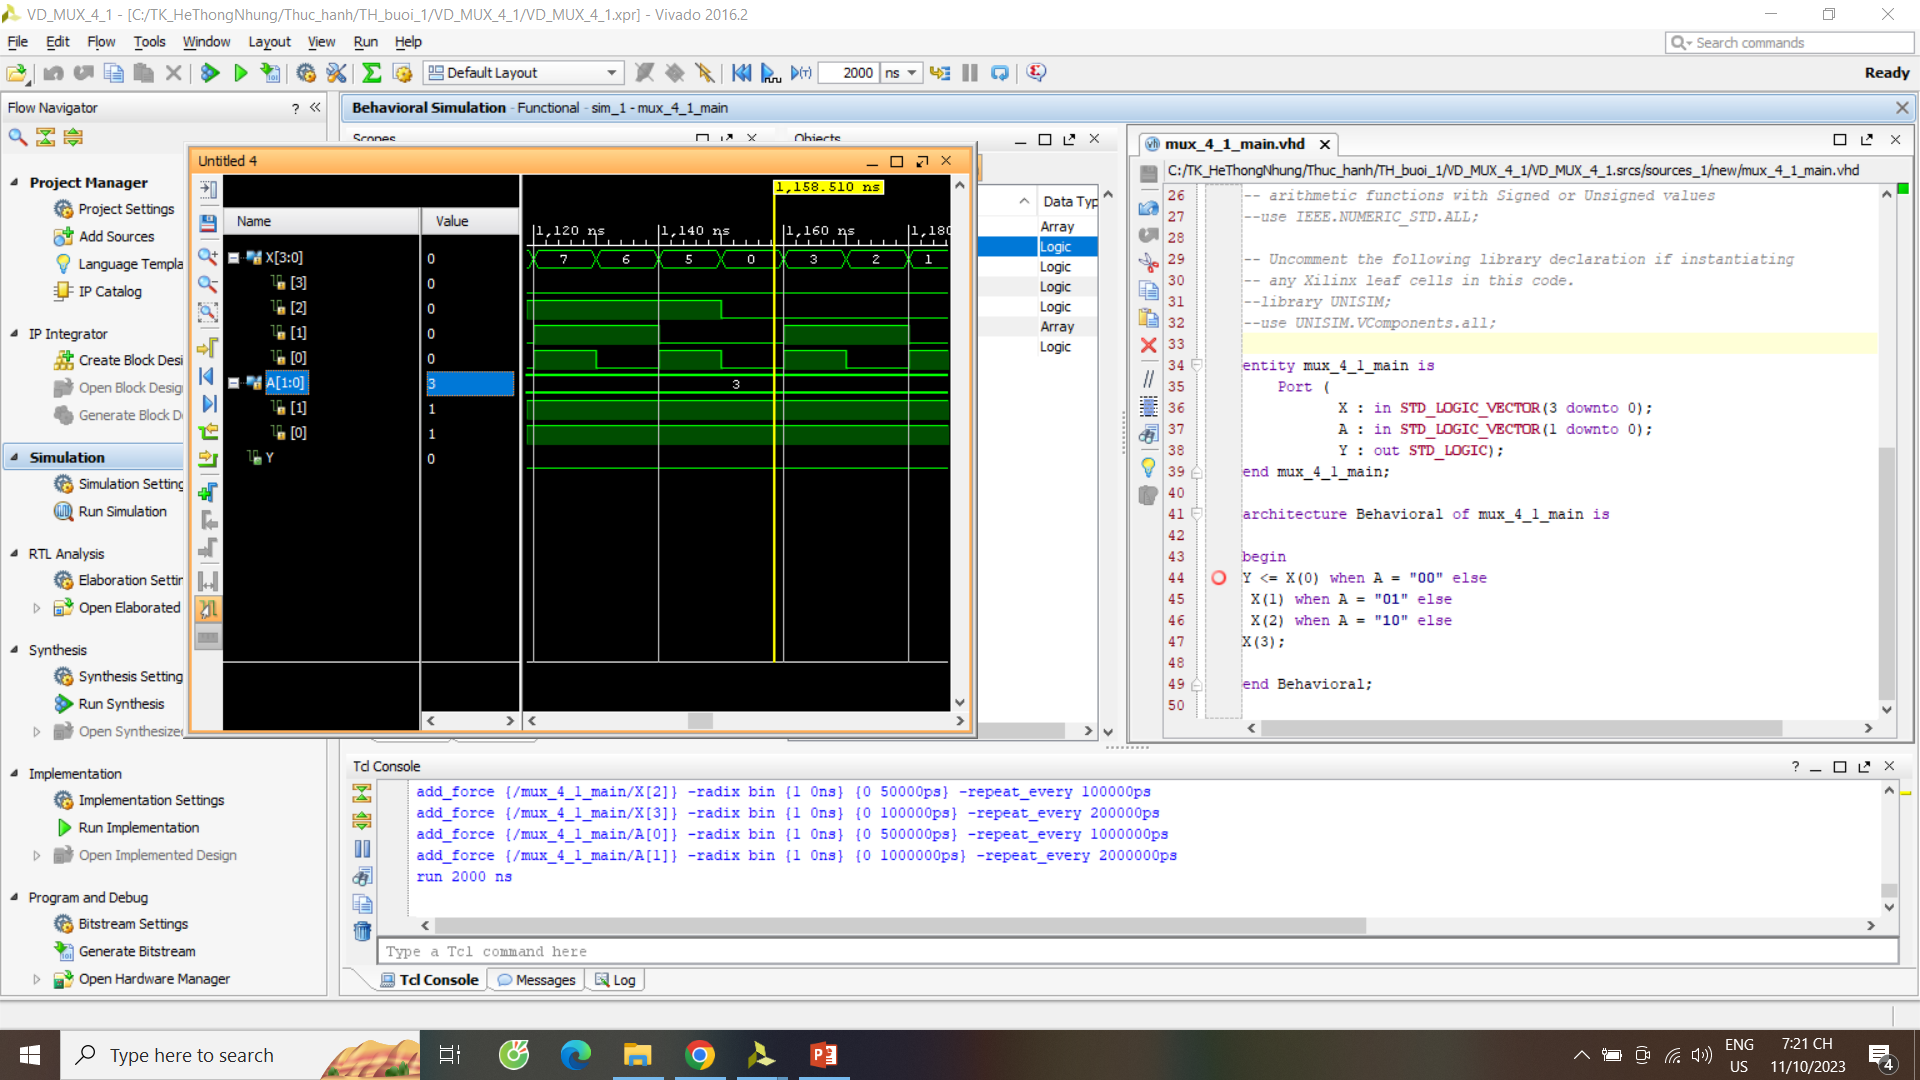 VD_MUX_4_1 - [C:/TK_HeThongNhung/Thuc_hanh/TH_buoi_1/VD_MUX_4_1/VD_MUX_4_1.xpr] - Vivado 2016.2
File Edit Flow Tools Window Layout View Run Help
Search commands
Default Layout
2000 ns
Ready
Flow Navigator
? «
Project Manager
Project Settings
Add Sources
Language Templa
IP Catalog
IP Integrator
Create Block Desi
Open Block Desig
Generate Block D
Simulation
Simulation Setting
Run Simulation
RTL Analysis
Elaboration Settin
Open Elaborated
Synthesis
Synthesis Setting
Run Synthesis
Open Synthesize
Implementation
Implementation Settings
Run Implementation
Open Implemented Design
Program and Debug
Bitstream Settings
Generate Bitstream
Open Hardware Manager
Behavioral Simulation - Functional - sim_1 - mux_4_1_main
Scopes
Objects
Untitled 4
Name Value
1,158.510 ns
1,120 ns 1,140 ns 1,160 ns 1,180
X[3:0] 0 7 6 5 0 3 2 1
[3] 0
[2] 0
[1] 0
[0] 0
A[1:0] 3 3
[1] 1
[0] 1
Y 0
Data Typ
Array
Logic
Logic
Logic
Logic
Array
Logic
mux_4_1_main.vhd
C:/TK_HeThongNhung/Thuc_hanh/TH_buoi_1/VD_MUX_4_1/VD_MUX_4_1.srcs/sources_1/new/mux_4_1_main.vhd
26 -- arithmetic functions with Signed or Unsigned values
27 --use IEEE.NUMERIC_STD.ALL;
28
29 -- Uncomment the following library declaration if instantiating
30 -- any Xilinx leaf cells in this code.
31 --library UNISIM;
32 --use UNISIM.VComponents.all;
33
34 entity mux_4_1_main is
35 Port (
36 X : in STD_LOGIC_VECTOR(3 downto 0);
37 A : in STD_LOGIC_VECTOR(1 downto 0);
38 Y : out STD_LOGIC);
39 end mux_4_1_main;
40
41 architecture Behavioral of mux_4_1_main is
42
43 begin
44 Y <= X(0) when A = "00" else
45 X(1) when A = "01" else
46 X(2) when A = "10" else
47 X(3);
48
49 end Behavioral;
50
Tcl Console
add_force {/mux_4_1_main/X[2]} -radix bin {1 0ns} {0 50000ps} -repeat_every 100000ps
add_force {/mux_4_1_main/X[3]} -radix bin {1 0ns} {0 100000ps} -repeat_every 200000ps
add_force {/mux_4_1_main/A[0]} -radix bin {1 0ns} {0 500000ps} -repeat_every 1000000ps
add_force {/mux_4_1_main/A[1]} -radix bin {1 0ns} {0 1000000ps} -repeat_every 2000000ps
run 2000 ns
Type a Tcl command here
Tcl Console Messages Log
Type here to search
ENG
US
7:21 CH
11/10/2023
4